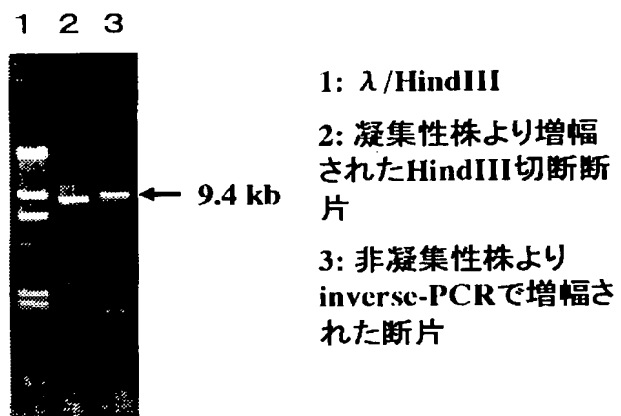 1 2 3
1: λ/HindIII
2: 凝集性株より増幅
されたHindIII切断断
片
← 9.4 kb
3: 非凝集性株より
inverse-PCRで増幅さ
れた断片